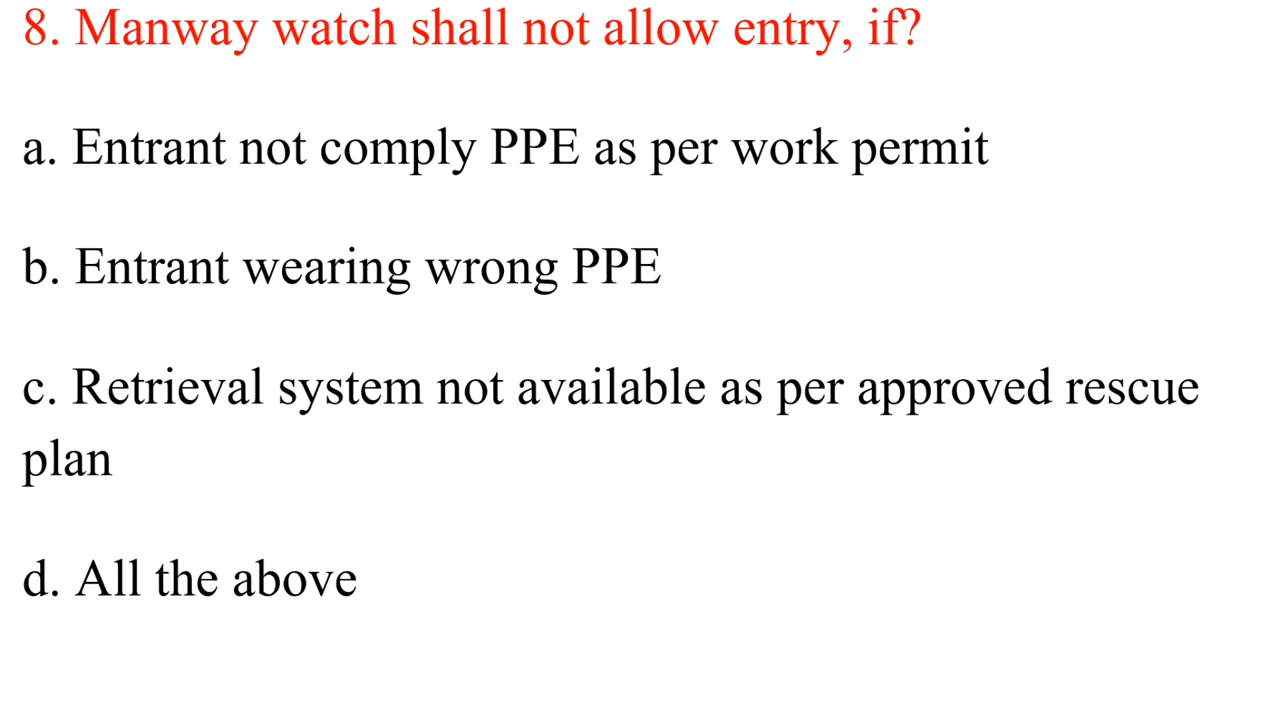 8. Manway watch shall not allow entry, if?
a. Entrant not comply PPE as per work permit
b. Entrant wearing wrong PPE
c. Retrieval system not available as per approved rescue
plan
d. All the above